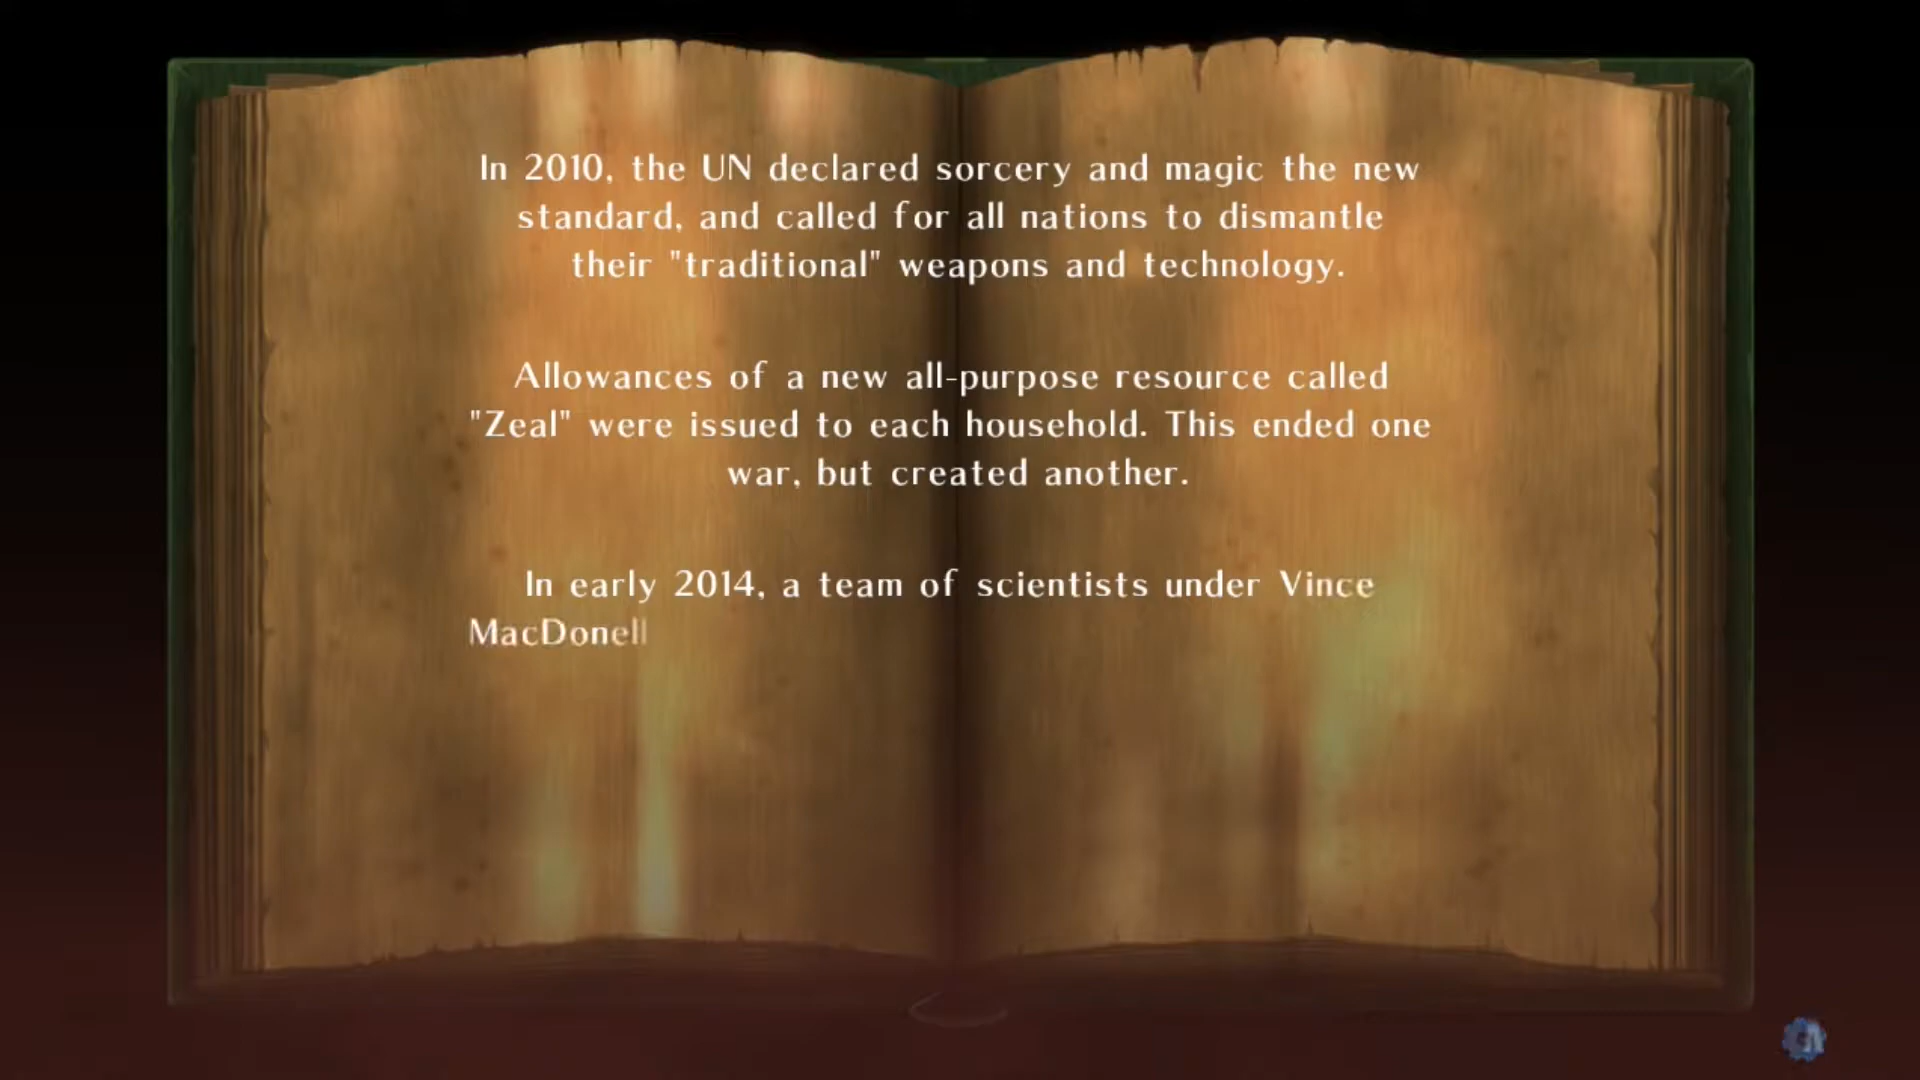 In 2010, the UN declared sorcery and magic the new
standard, and called for all nations to dismantle
their "traditional" weapons and technology.
Allowances of a new all-purpose resource called
"Zeal" were issued to each household. This ended one
war, but created another.
In early 2014, a team of scientists under Vince
MacDonell